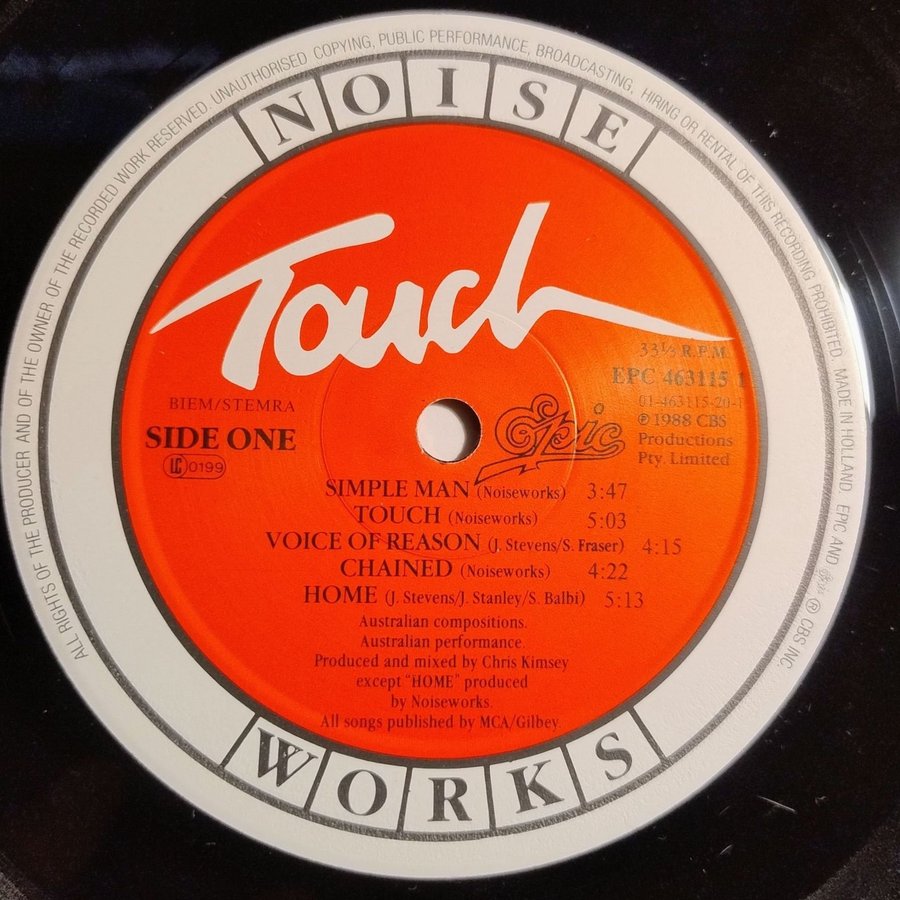 ALL RIGHTS OF THE PRODUCER AND OF THE OWNER OF THE RECORDED WORK RESERVED. UNAUTHORISED COPYING, PUBLIC PERFORMANCE, BROADCASTING, HIRING OR RENTAL OF THIS RECORDING PROHIBITED. MADE IN HOLLAND. EPIC AND ® CBS INC.
NOISE
Touch
33⅓ R.P.M.
EPC 463115 1
01-463115-20-1
℗ 1988 CBS
Productions
Pty. Limited
BIEM/STEMRA
SIDE ONE
LC 0199
Epic
SIMPLE MAN (Noiseworks) 3:47
TOUCH (Noiseworks) 5:03
VOICE OF REASON (J. Stevens/S. Fraser) 4:15
CHAINED (Noiseworks) 4:22
HOME (J. Stevens/J. Stanley/S. Balbi) 5:13
Australian compositions.
Australian performance.
Produced and mixed by Chris Kimsey
except "HOME" produced
by Noiseworks.
All songs published by MCA/Gilbey.
WORKS